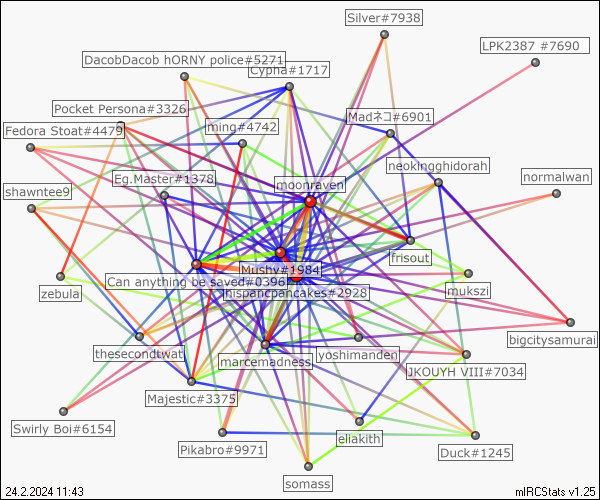 Silver#7938
LPK2387 #7690
DacobDacob hORNY police#5271
Cypha#1717
Pocket Persona#3326
Madネコ#6901
Fedora Stoat#4479
ming#4742
neokingghidorah
normalwan
Eg.Master#1378
moonraven
shawntee9
frisout
Mushy#1984
Can anything be saved#0396
mukszi
zebula
hispancpancakes#2928
bigcitysamurai
thesecondtwat
yoshimanden
marcemadness
JKOUYH VIII#7034
Majestic#3375
Swirly Boi#6154
eliakith
Pikabro#9971
Duck#1245
somass
24.2.2024 11:43
mIRCStats v1.25